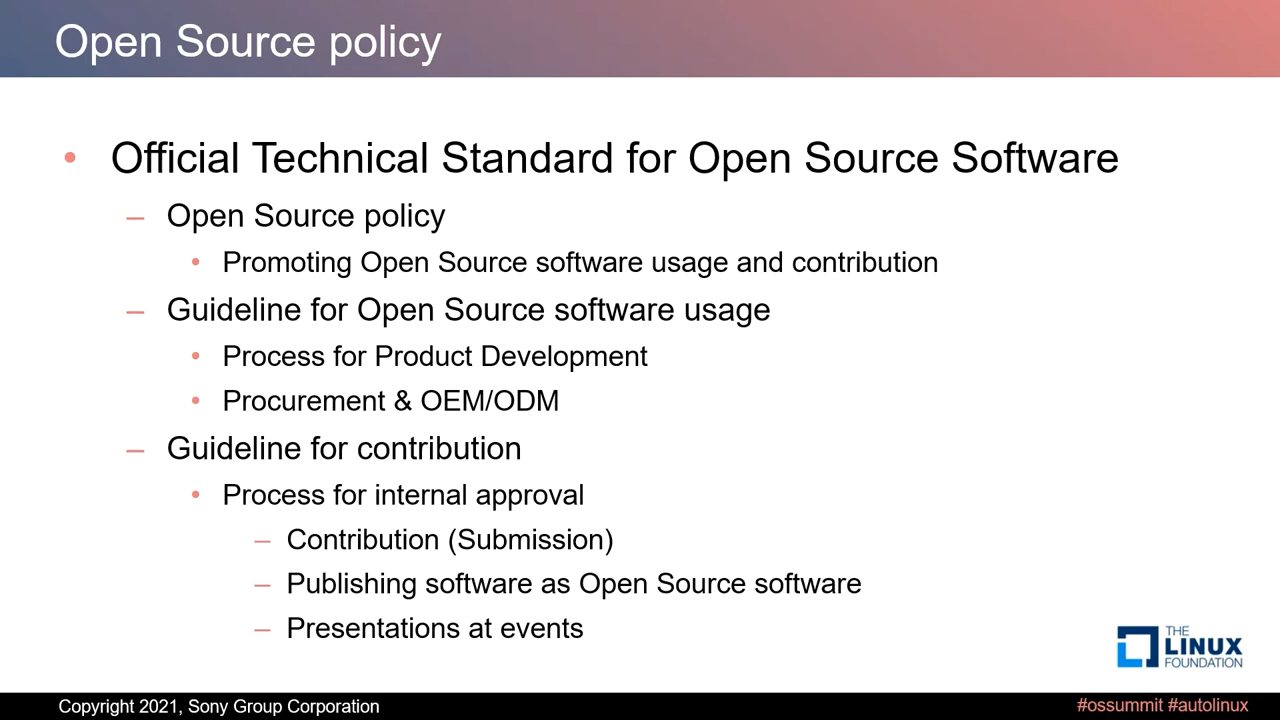 Open Source policy
• Official Technical Standard for Open Source Software
– Open Source policy
• Promoting Open Source software usage and contribution
– Guideline for Open Source software usage
• Process for Product Development
• Procurement & OEM/ODM
– Guideline for contribution
• Process for internal approval
– Contribution (Submission)
– Publishing software as Open Source software
– Presentations at events
THE
LINUX
FOUNDATION
Copyright 2021, Sony Group Corporation
#ossummit #autolinux